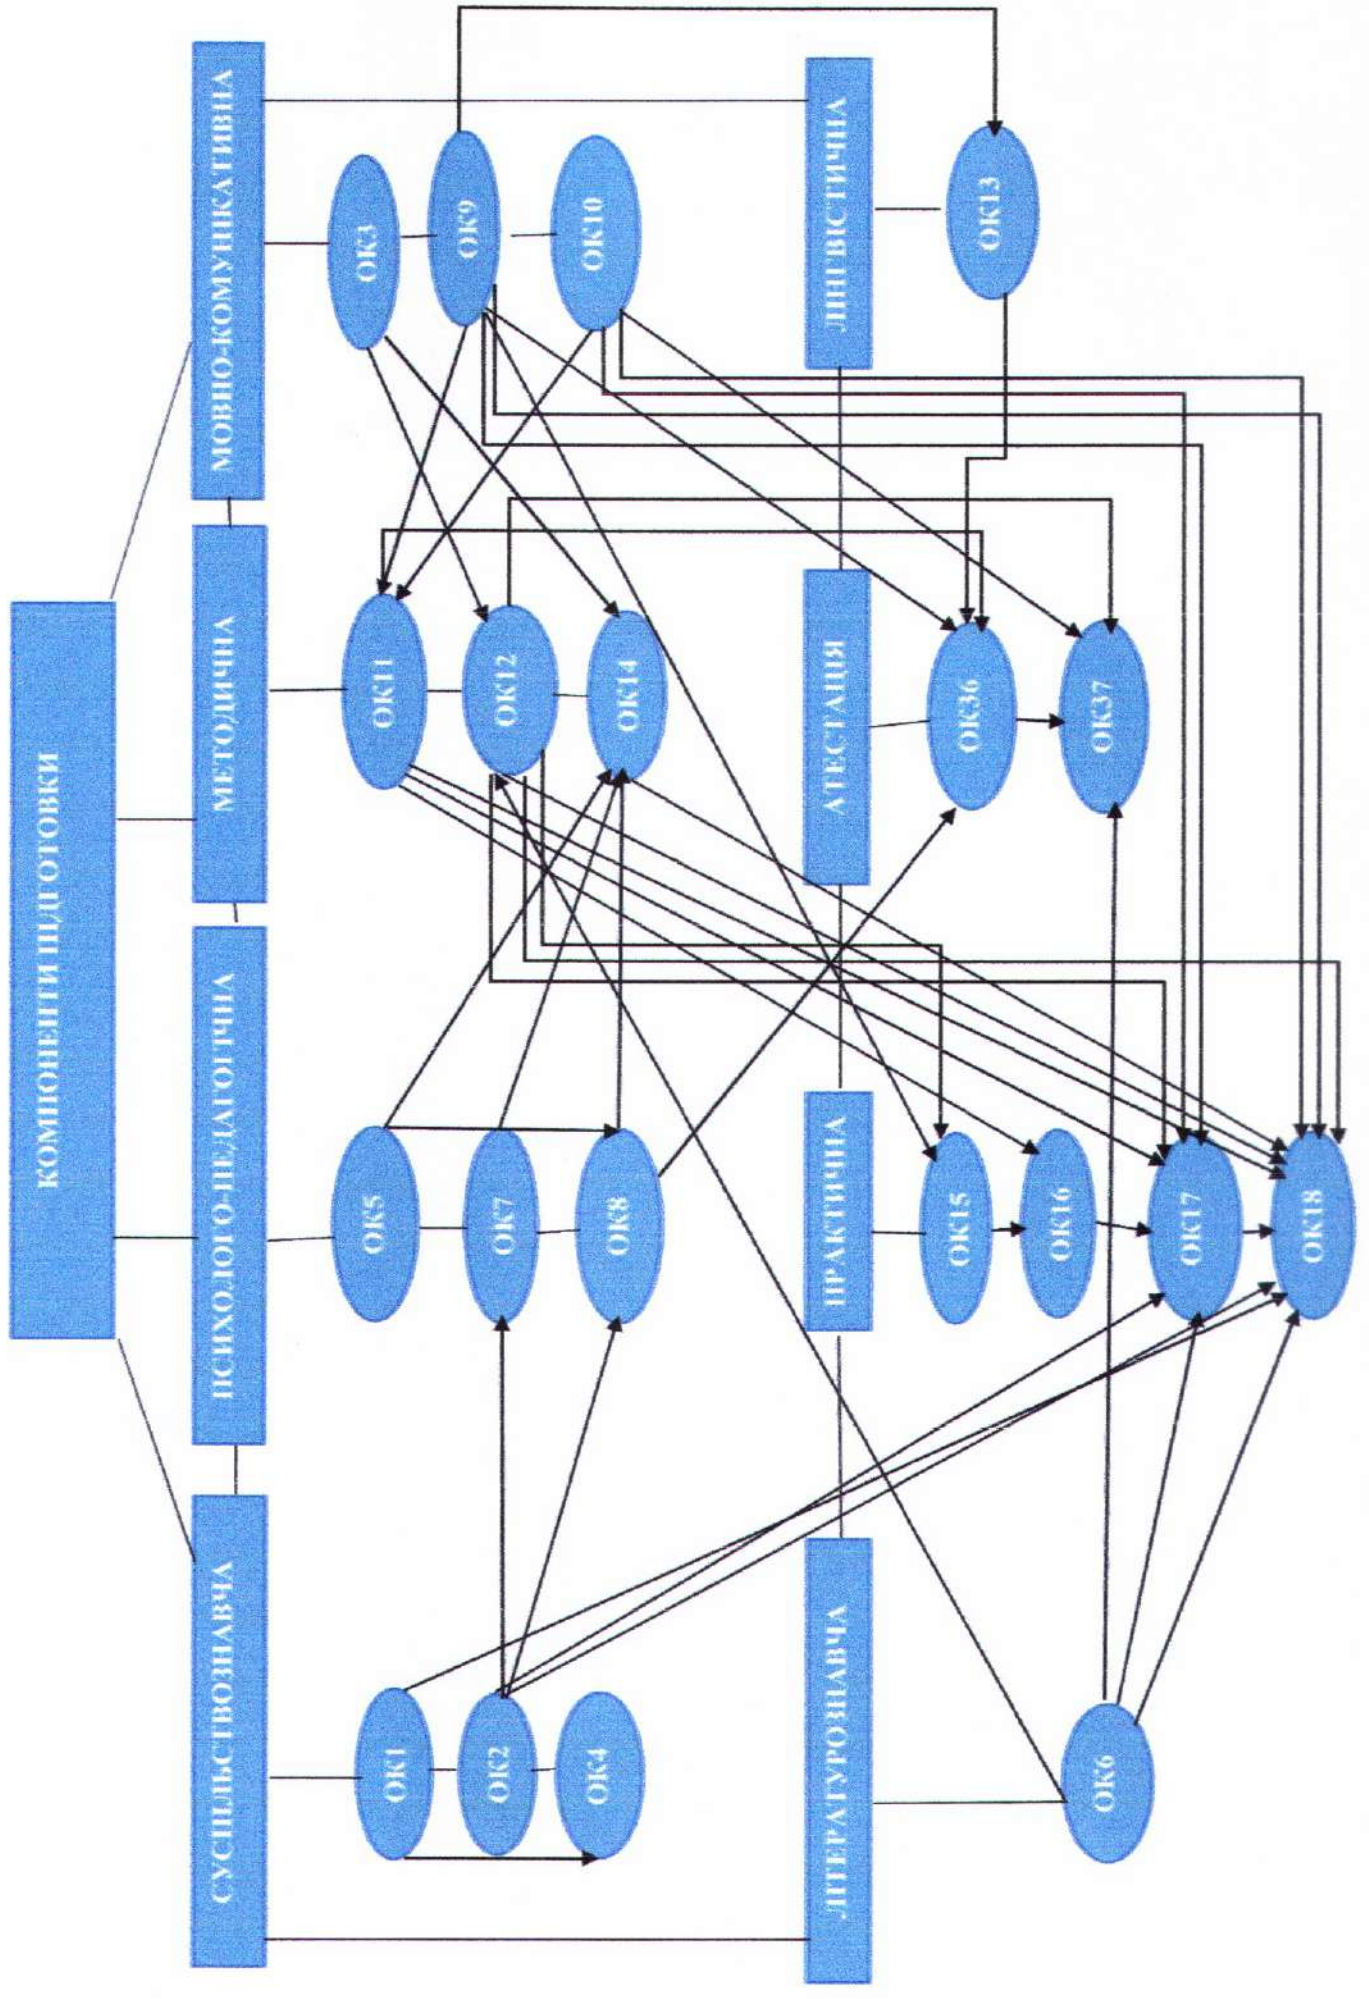 КОМПОНЕНТИ ПІДГОТОВКИ
СУСПІЛЬСТВОЗНАВЧА
ПСИХОЛОГО-ПЕДАГОГІЧНА
МЕТОДИЧНА
МОВНО-КОМУНІКАТИВНА
ОК1
ОК2
ОК4
ОК5
ОК7
ОК8
ОК11
ОК12
ОК14
ОК3
ОК9
ОК10
ЛІТЕРАТУРОЗНАВЧА
ПРАКТИЧНА
АТЕСТАЦІЯ
ЛІНГВІСТИЧНА
ОК6
ОК15
ОК16
ОК17
ОК18
ОК36
ОК37
ОК13